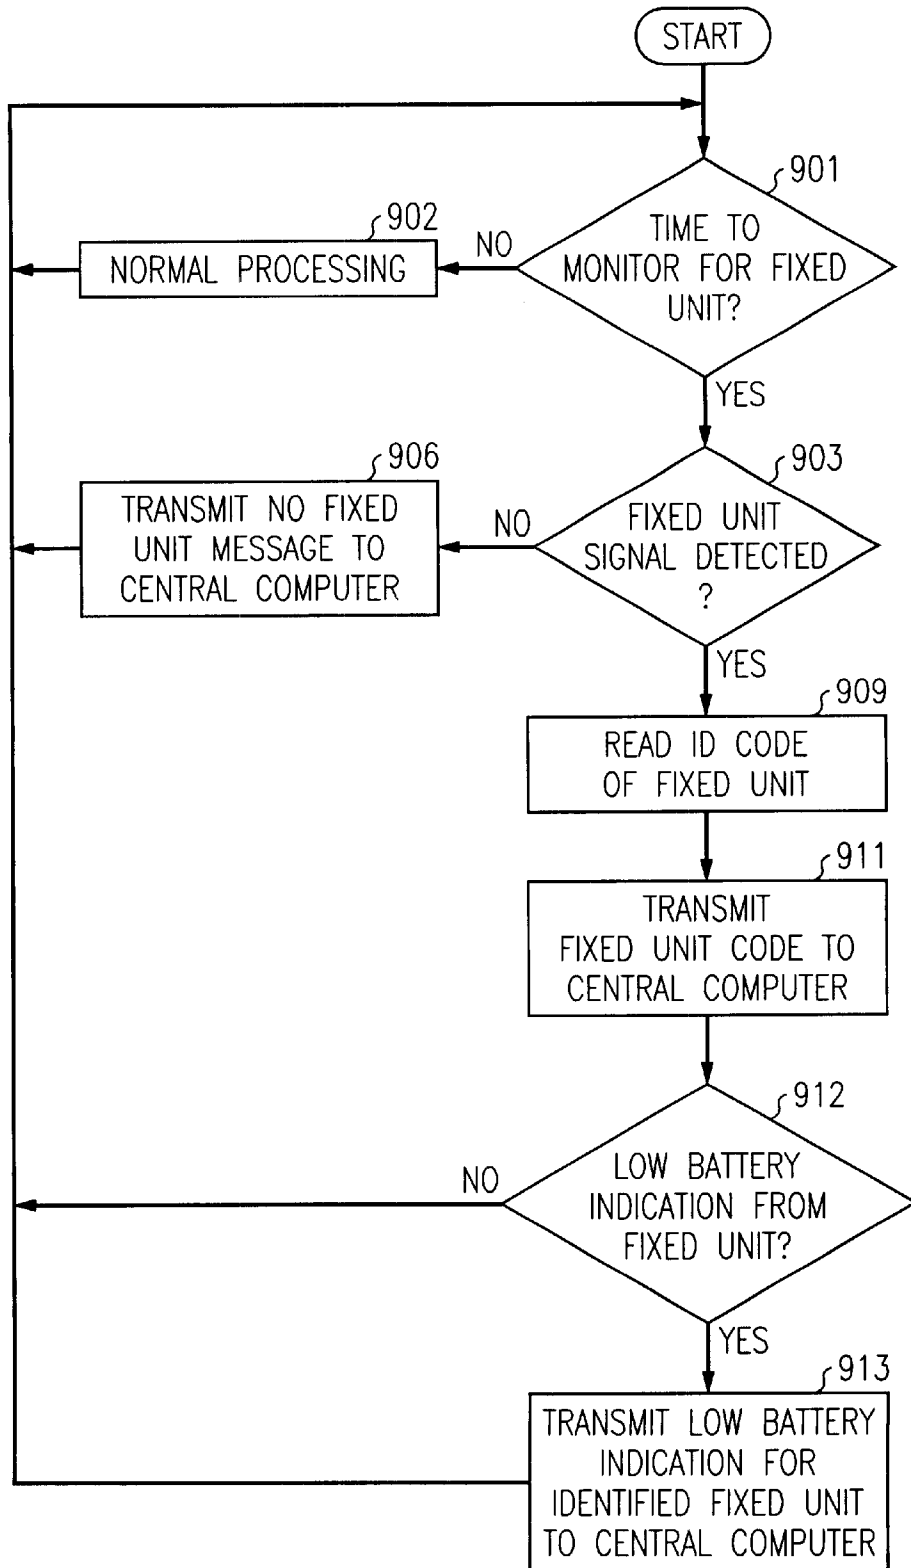 START
901
TIME TO
MONITOR FOR FIXED
UNIT?
NO
902
NORMAL PROCESSING
YES
903
FIXED UNIT
SIGNAL DETECTED
?
NO
906
TRANSMIT NO FIXED
UNIT MESSAGE TO
CENTRAL COMPUTER
YES
909
READ ID CODE
OF FIXED UNIT
911
TRANSMIT
FIXED UNIT CODE TO
CENTRAL COMPUTER
912
LOW BATTERY
INDICATION FROM
FIXED UNIT?
NO
YES
913
TRANSMIT LOW BATTERY
INDICATION FOR
IDENTIFIED FIXED UNIT
TO CENTRAL COMPUTER